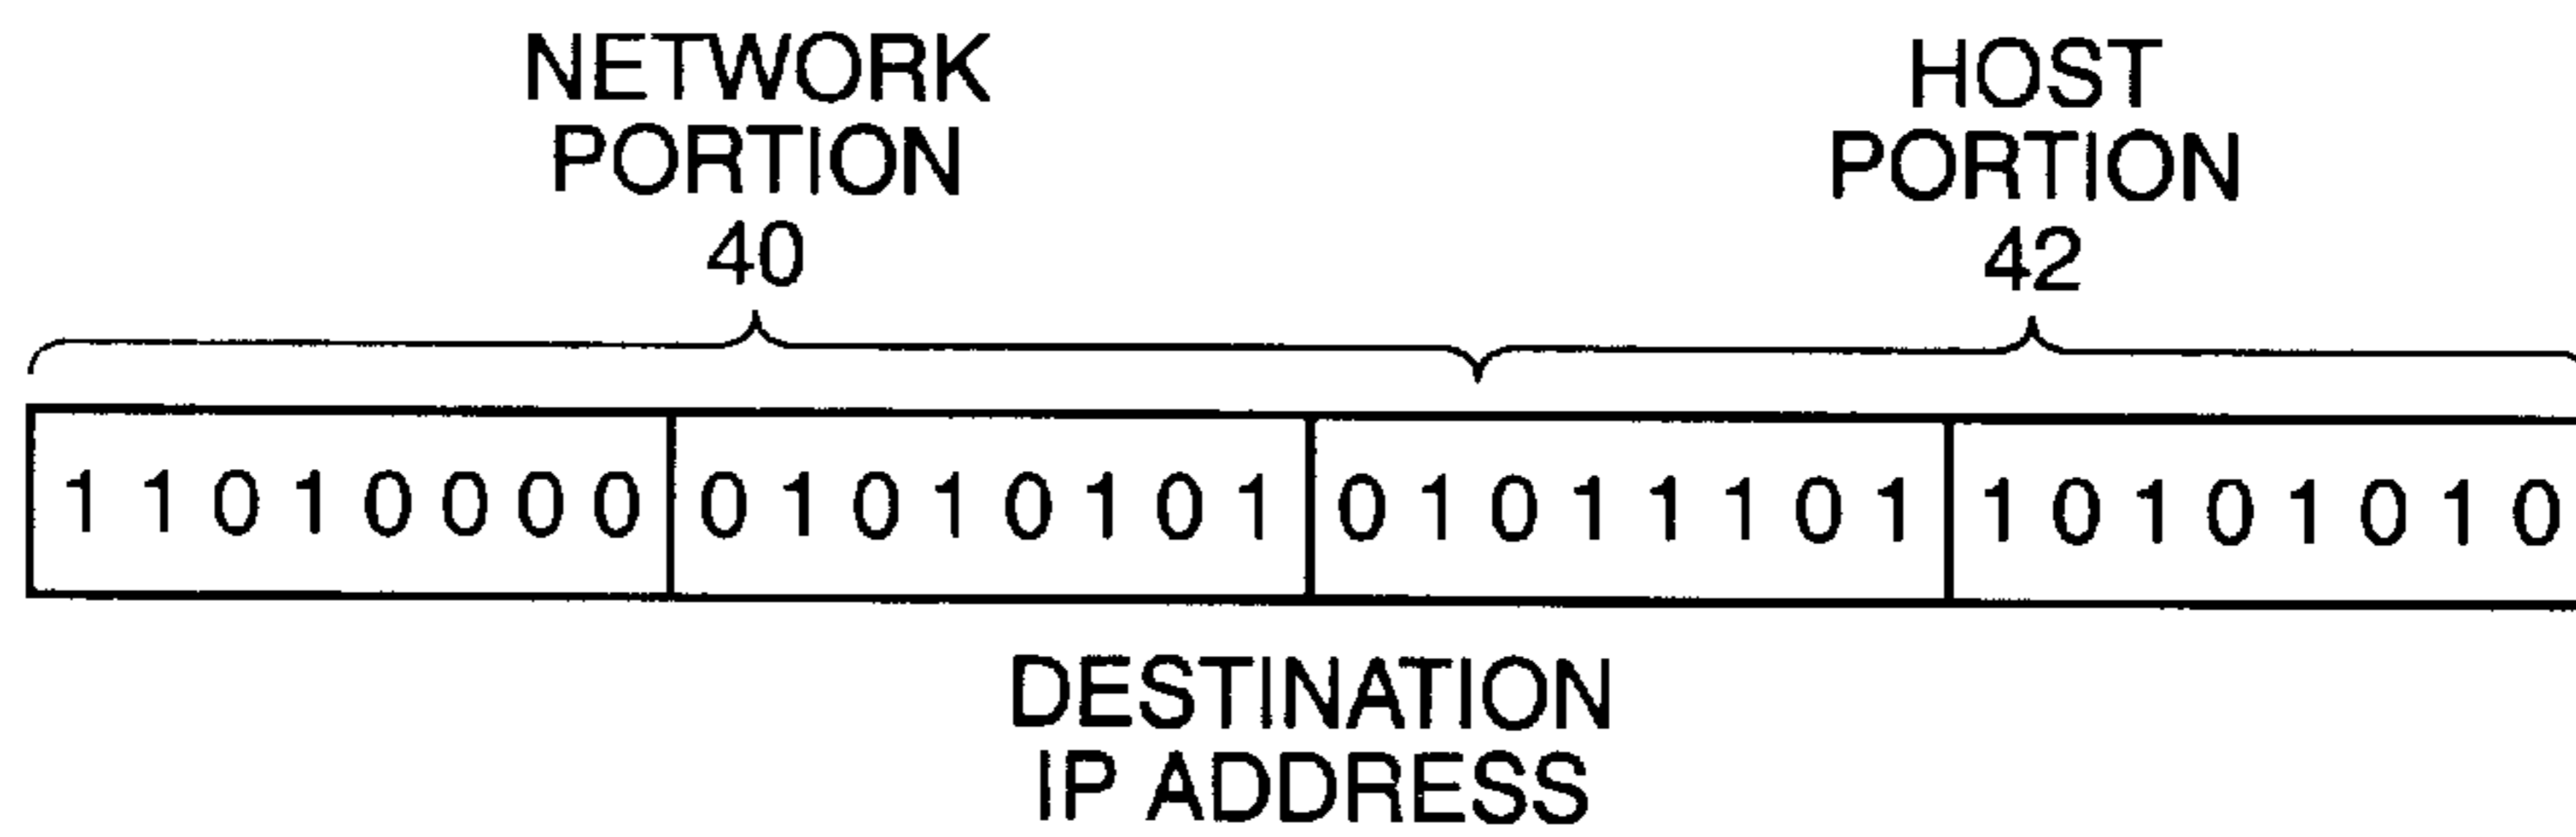 NETWORK
PORTION
40
HOST
PORTION
42
1 1 0 1 0 0 0 0 0 1 0 1 0 1 0 1 0 1 0 1 1 1 0 1 1 0 1 0 1 0 1 0
DESTINATION
IP ADDRESS